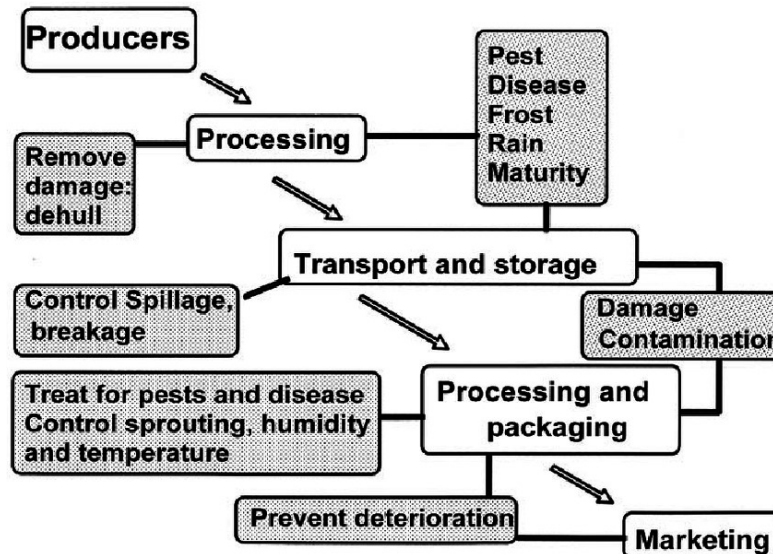 Producers
Pest
Disease
Frost
Rain
Maturity
Processing
Remove
damage:
dehull
Transport and storage
Control Spillage,
breakage
Damage
Contamination
Treat for pests and disease
Control sprouting, humidity
and temperature
Processing and
packaging
Prevent deterioration
Marketing